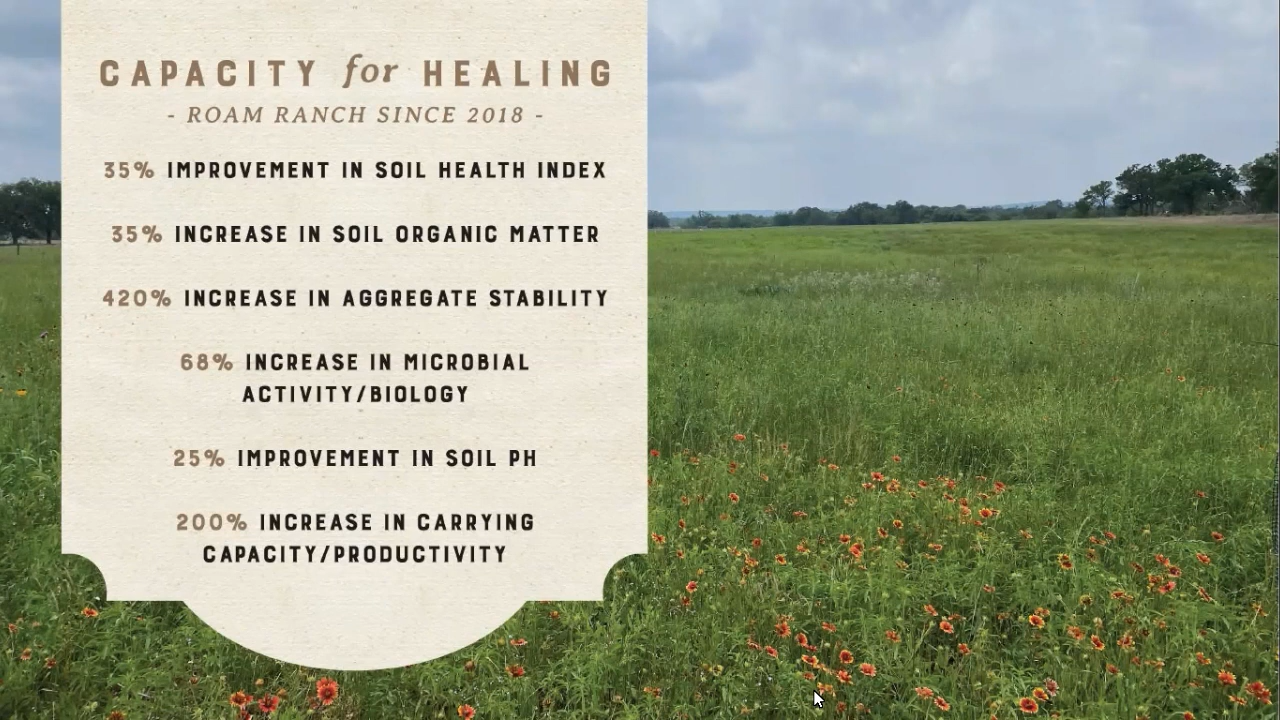 CAPACITY for HEALING
- ROAM RANCH SINCE 2018 -
35% IMPROVEMENT IN SOIL HEALTH INDEX
35% INCREASE IN SOIL ORGANIC MATTER
420% INCREASE IN AGGREGATE STABILITY
68% INCREASE IN MICROBIAL
ACTIVITY/BIOLOGY
25% IMPROVEMENT IN SOIL PH
200% INCREASE IN CARRYING
CAPACITY/PRODUCTIVITY